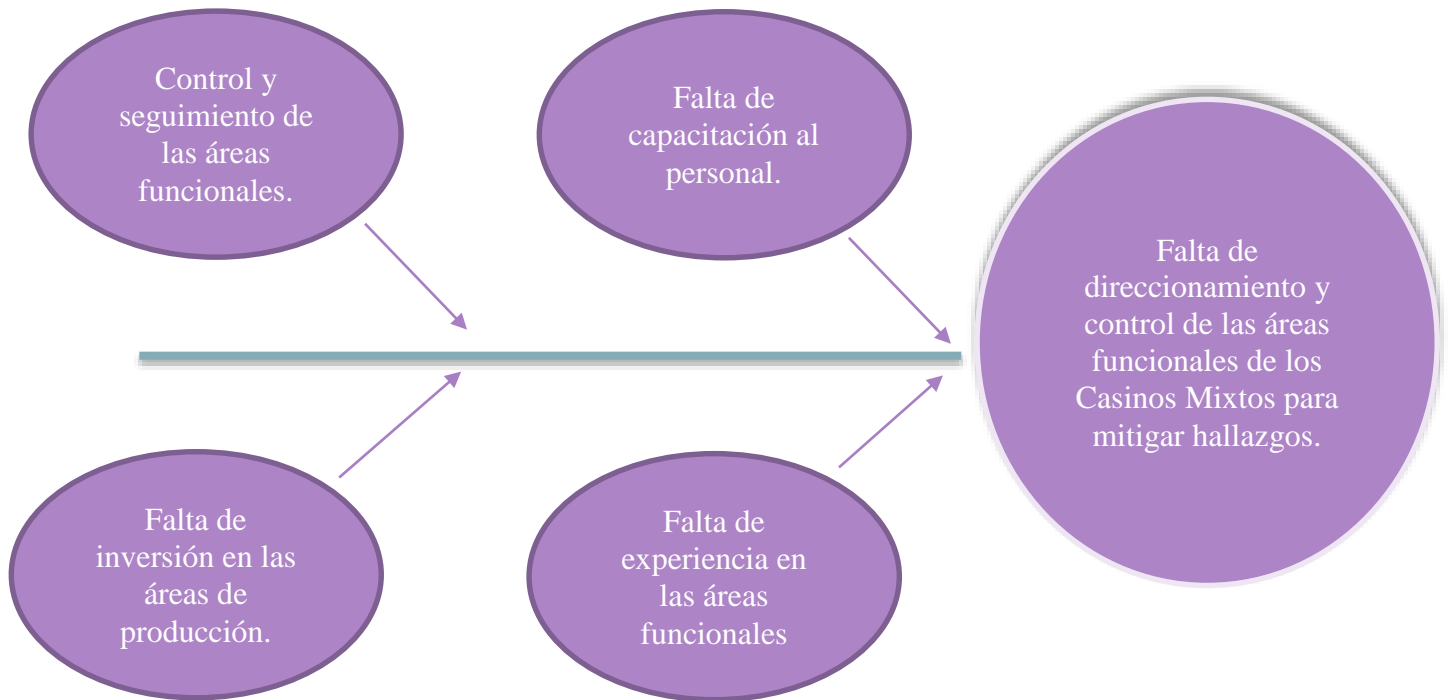 Control y
seguimiento de
las áreas
funcionales.
Falta de
capacitación al
personal.
Falta de
direccionamiento y
control de las áreas
funcionales de los
Casinos Mixtos para
mitigar hallazgos.
Falta de
inversión en las
áreas de
producción.
Falta de
experiencia en
las áreas
funcionales